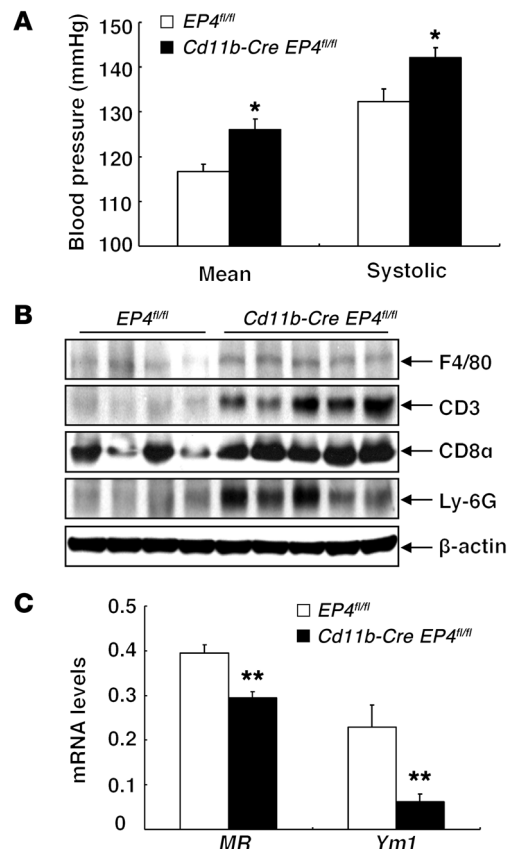 A
EP4fl/fl
Cd11b-Cre EP4fl/fl
Blood pressure (mmHg)
150
140
130
120
110
100
*
*
Mean
Systolic
B
EP4fl/fl
Cd11b-Cre EP4fl/fl
F4/80
CD3
CD8α
Ly-6G
β-actin
C
EP4fl/fl
Cd11b-Cre EP4fl/fl
mRNA levels
0.5
0.4
0.3
0.2
0.1
0
**
**
MR
Ym1